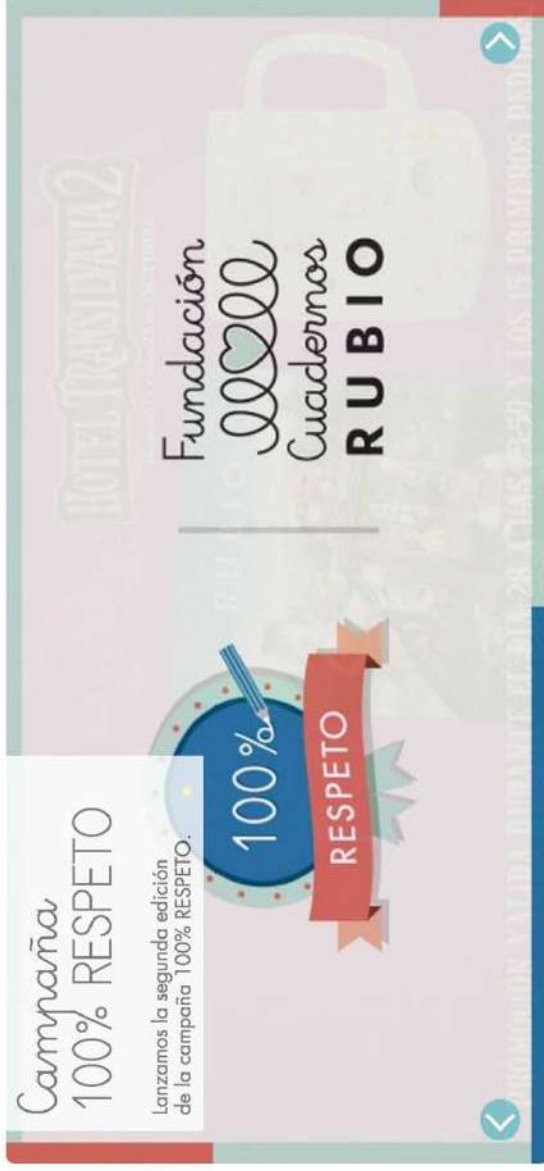 Campaña
100% RESPETO
Lanzamos la segunda edición
de la campaña 100% RESPETO.
100%
RESPETO
Fundación
Cuadernos
RUBIO
HOTEL TRANSILVANIA 2
RUBIO